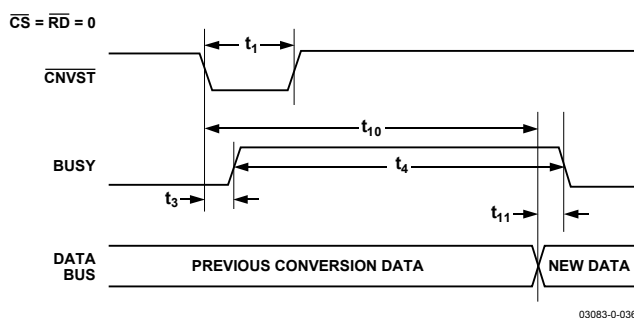 CS = RD = 0
t1
CNVST
t10
BUSY
t4
t3
t11
DATA
BUS
PREVIOUS CONVERSION DATA
NEW DATA
03083-0-036